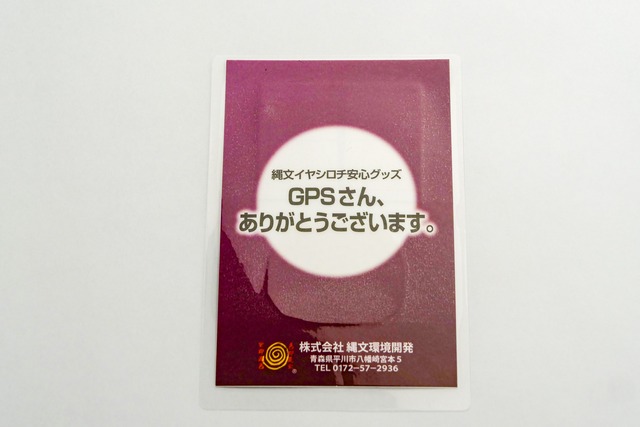 縄文イヤシロチ安心グッズ
GPSさん、
ありがとうございます。
株式会社 縄文環境開発
青森県平川市八幡崎宮本5
TEL 0172-57-2936
®